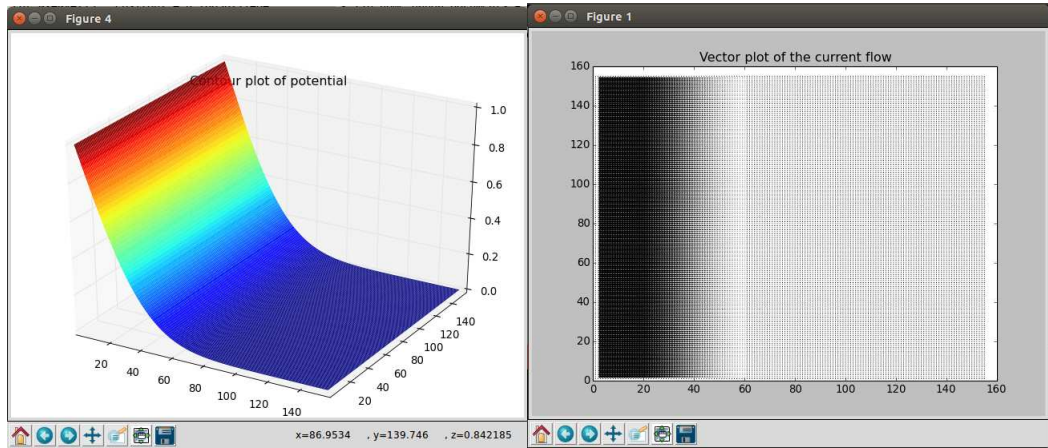 Figure 4
Contour plot of potential
1.0
0.8
0.6
0.4
0.2
0.0
20 40 60 80 100 120 140
20 40 60 80 100 120 140
x=86.9534 , y=139.746 , z=0.842185
Figure 1
Vector plot of the current flow
160
140
120
100
80
60
40
20
0
0 20 40 60 80 100 120 140 160